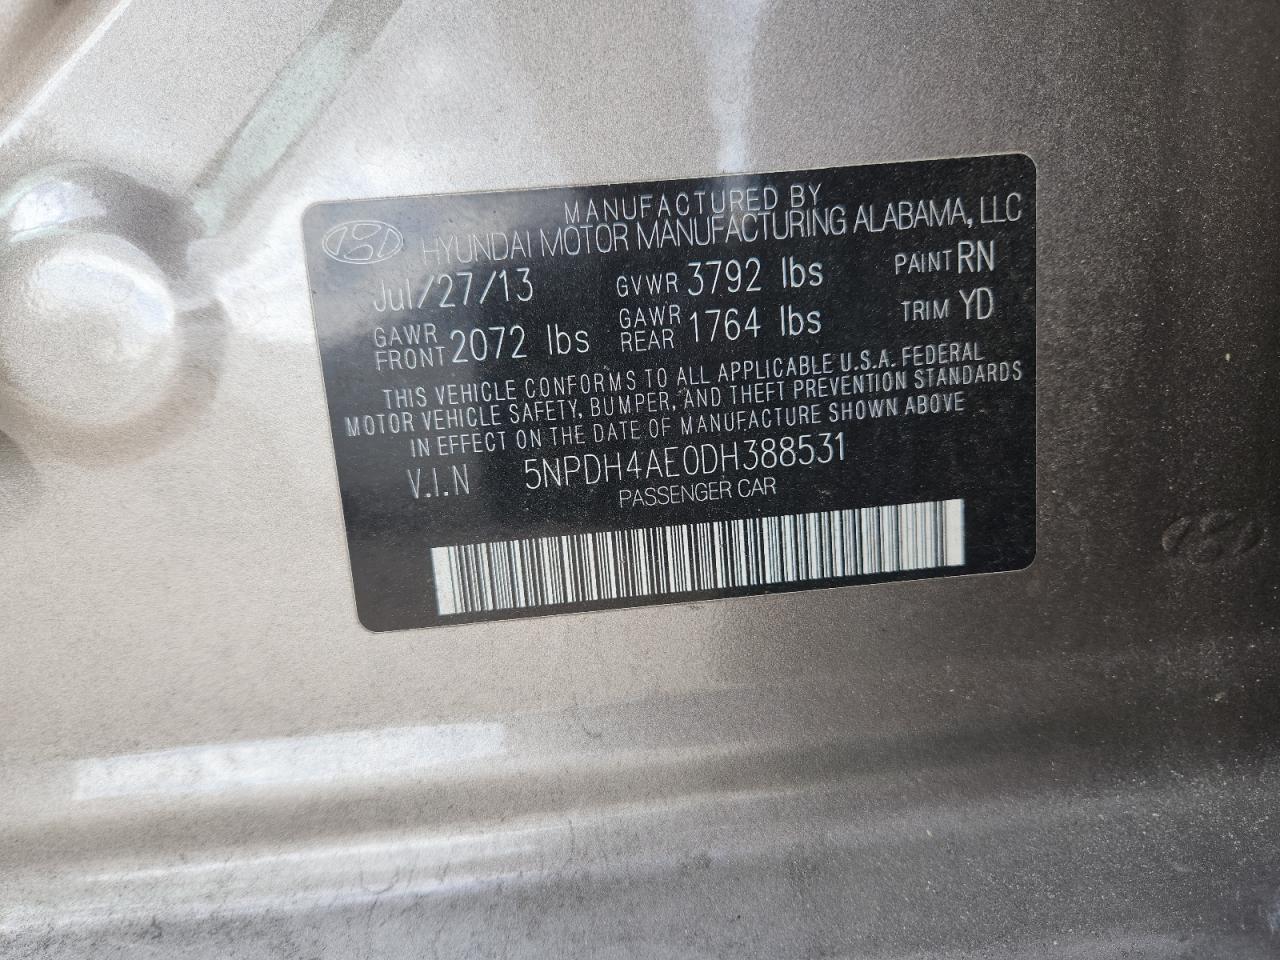 MANUFACTURED BY
HYUNDAI MOTOR MANUFACTURING ALABAMA, LLC
Jul/27/13 GVWR 3792 lbs PAINT RN
GAWR FRONT 2072 lbs GAWR REAR 1764 lbs TRIM YD
THIS VEHICLE CONFORMS TO ALL APPLICABLE U.S.A. FEDERAL
MOTOR VEHICLE SAFETY, BUMPER, AND THEFT PREVENTION STANDARDS
IN EFFECT ON THE DATE OF MANUFACTURE SHOWN ABOVE
V.I.N 5NPDH4AE0DH388531
PASSENGER CAR